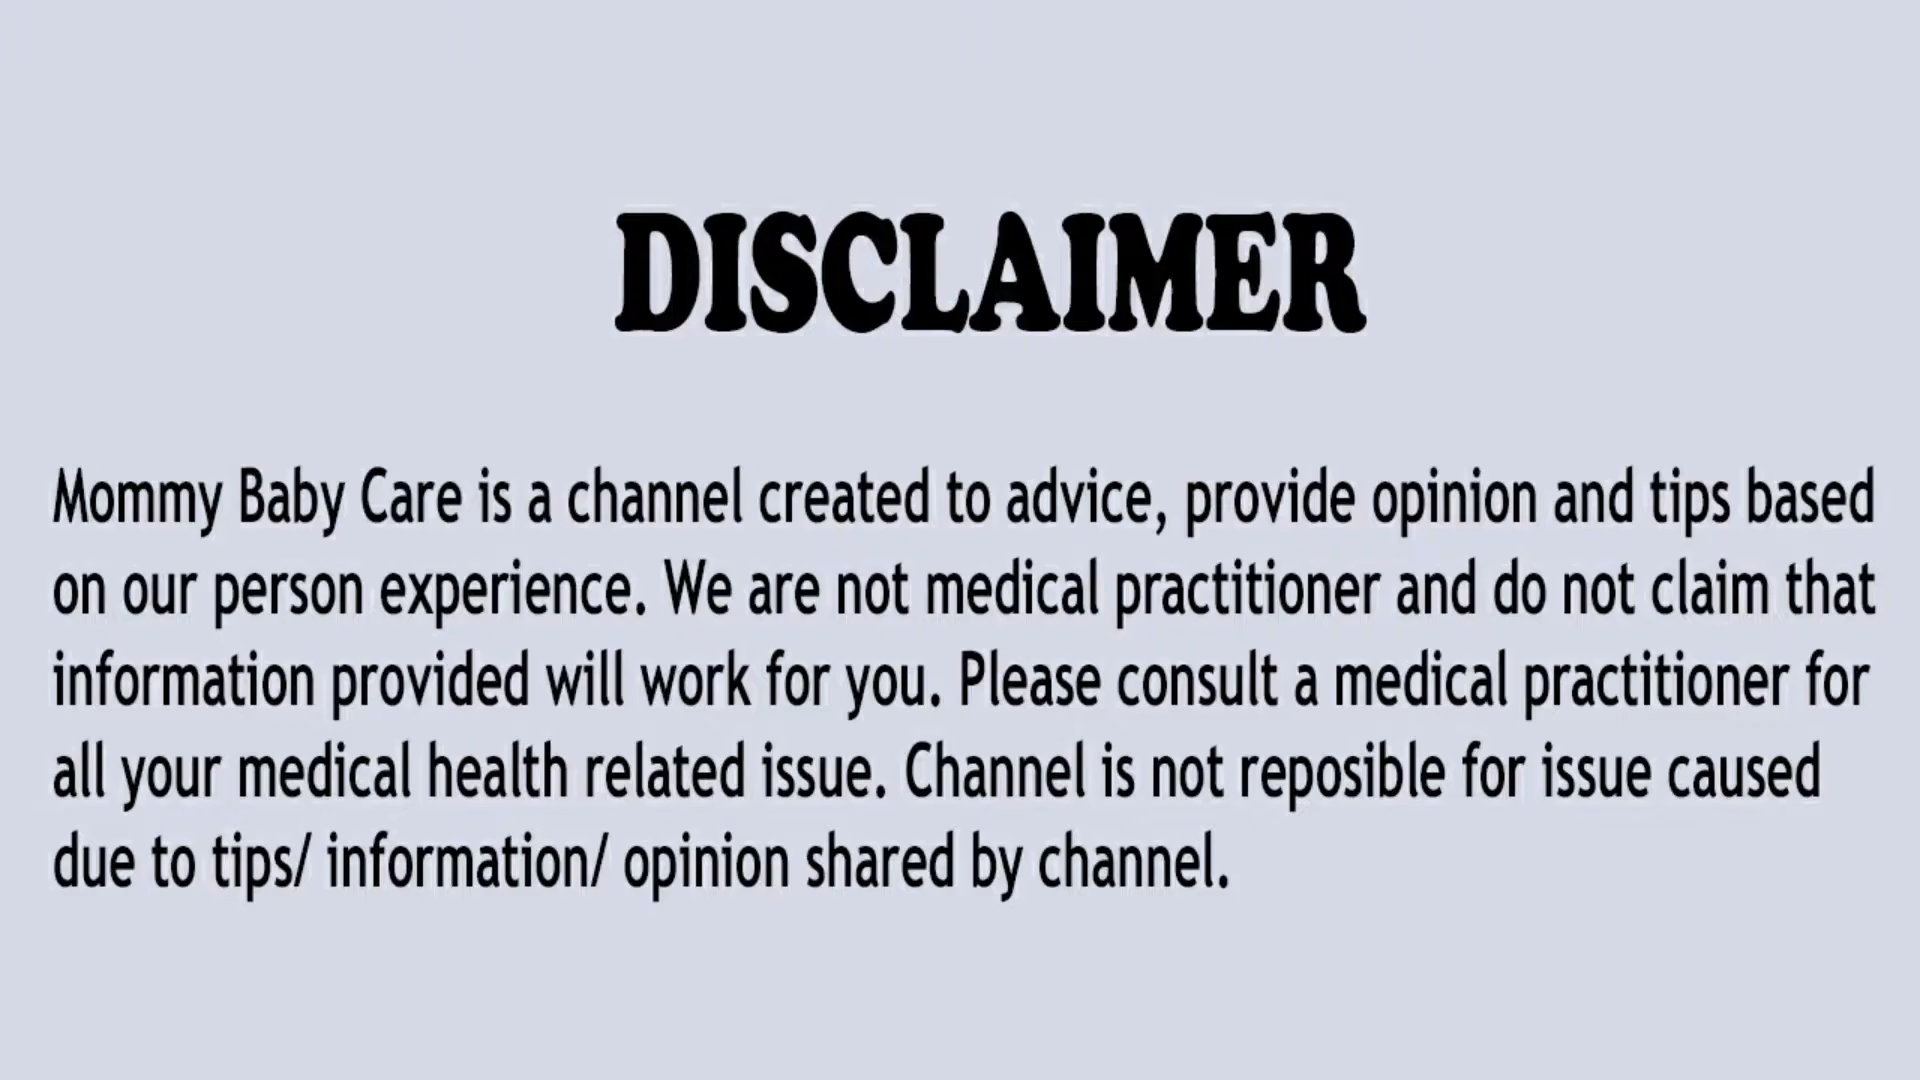 DISCLAIMER
Mommy Baby Care is a channel created to advice, provide opinion and tips based
on our person experience. We are not medical practitioner and do not claim that
information provided will work for you. Please consult a medical practitioner for
all your medical health related issue. Channel is not reposible for issue caused
due to tips/ information/ opinion shared by channel.